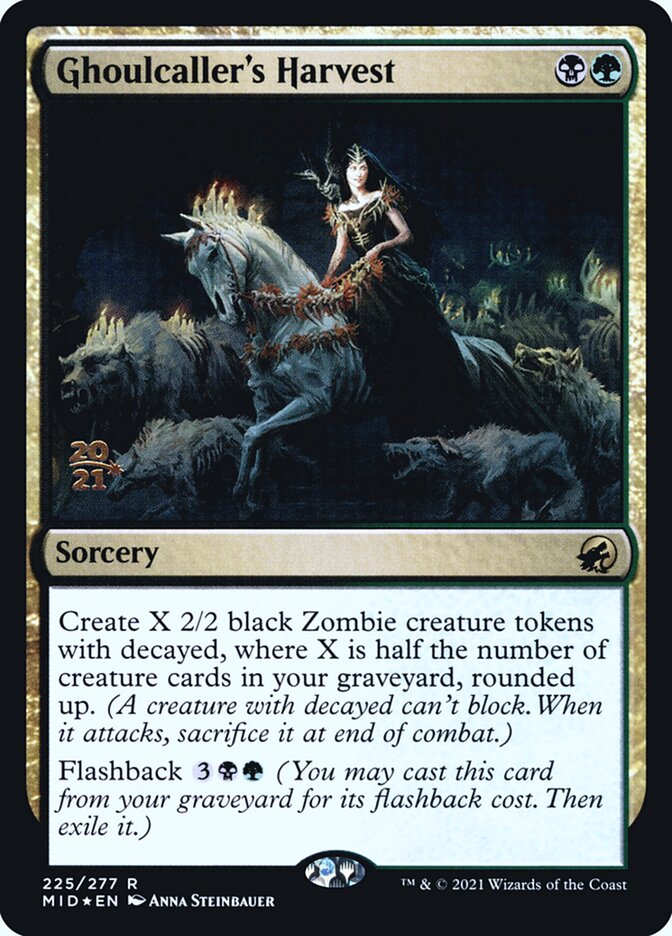 Ghoulcaller's Harvest
20
21
Sorcery
Create X 2/2 black Zombie creature tokens
with decayed, where X is half the number of
creature cards in your graveyard, rounded
up. (A creature with decayed can't block. When
it attacks, sacrifice it at end of combat.)
Flashback 3 (You may cast this card
from your graveyard for its flashback cost. Then
exile it.)
225/277 R
MID★EN Anna Steinbauer
™ & © 2021 Wizards of the Coast